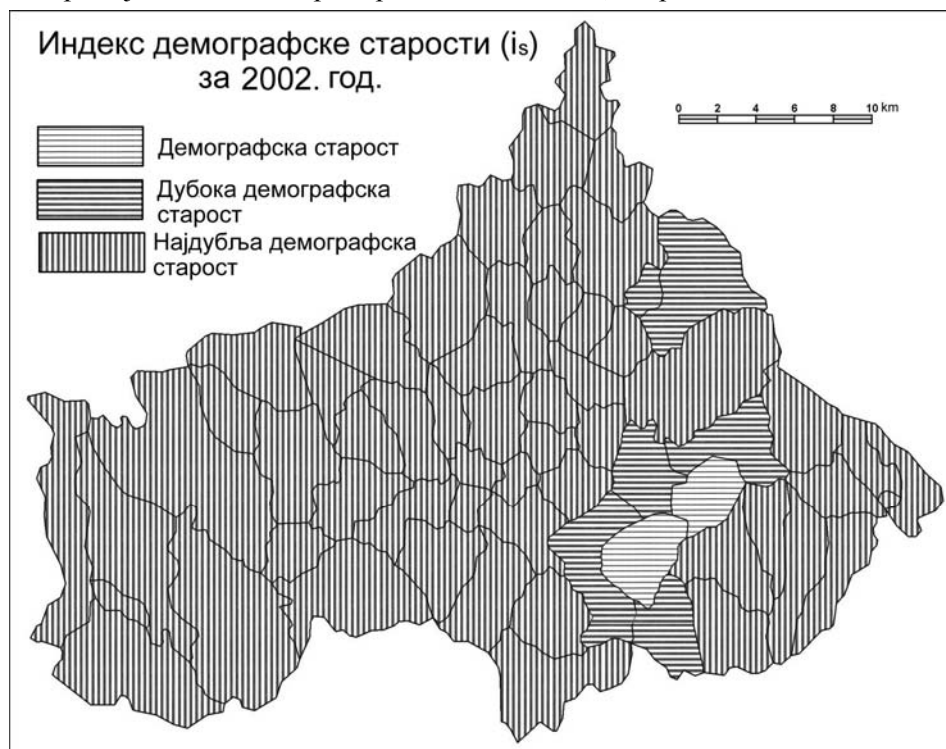 Индекс демографске старости (is)
за 2002. год.
0 2 4 6 8 10 km
Демографска старост
Дубока демографска
старост
Најдубља демографска
старост